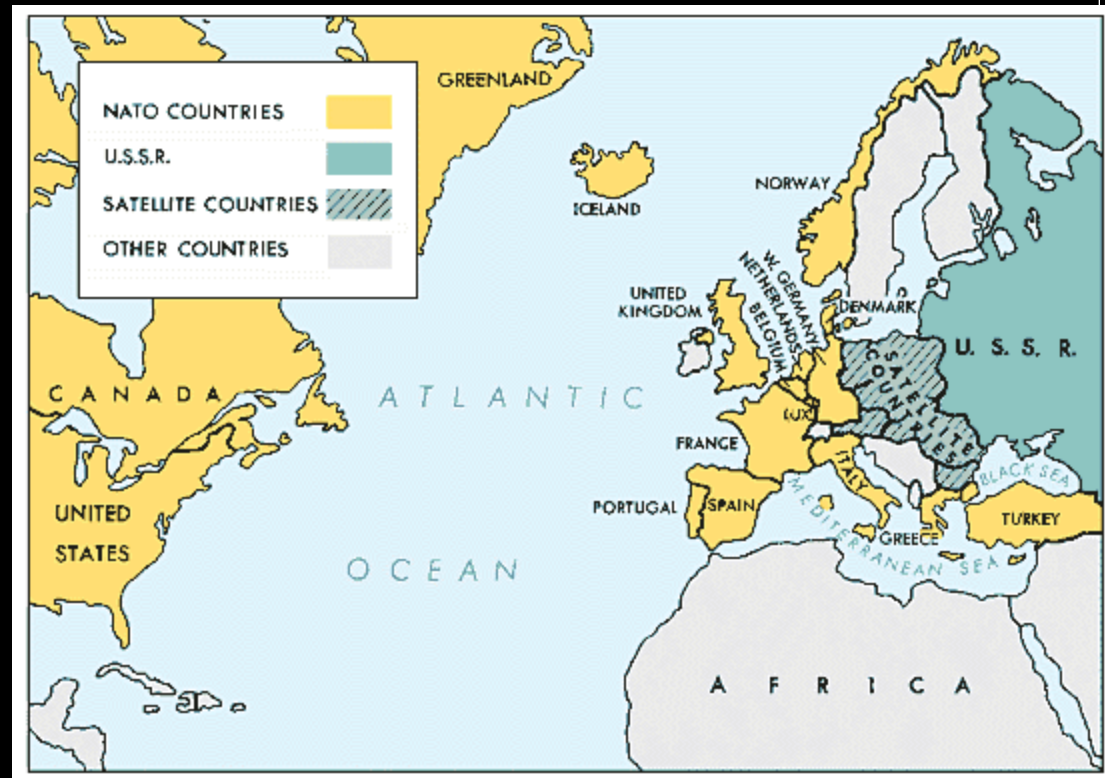 NATO COUNTRIES
U.S.S.R.
SATELLITE COUNTRIES
OTHER COUNTRIES
GREENLAND
ICELAND
NORWAY
UNITED
KINGDOM
W. GERMANY
NETHERLANDS
BELGIUM
DENMARK
U. S. S. R.
SATELLITE
COUNTRIES
CANADA
ATLANTIC
LUX
FRANCE
ITALY
BLACK SEA
UNITED
STATES
PORTUGAL
SPAIN
MEDITERRANEAN SEA
GREECE
TURKEY
OCEAN
AFRICA